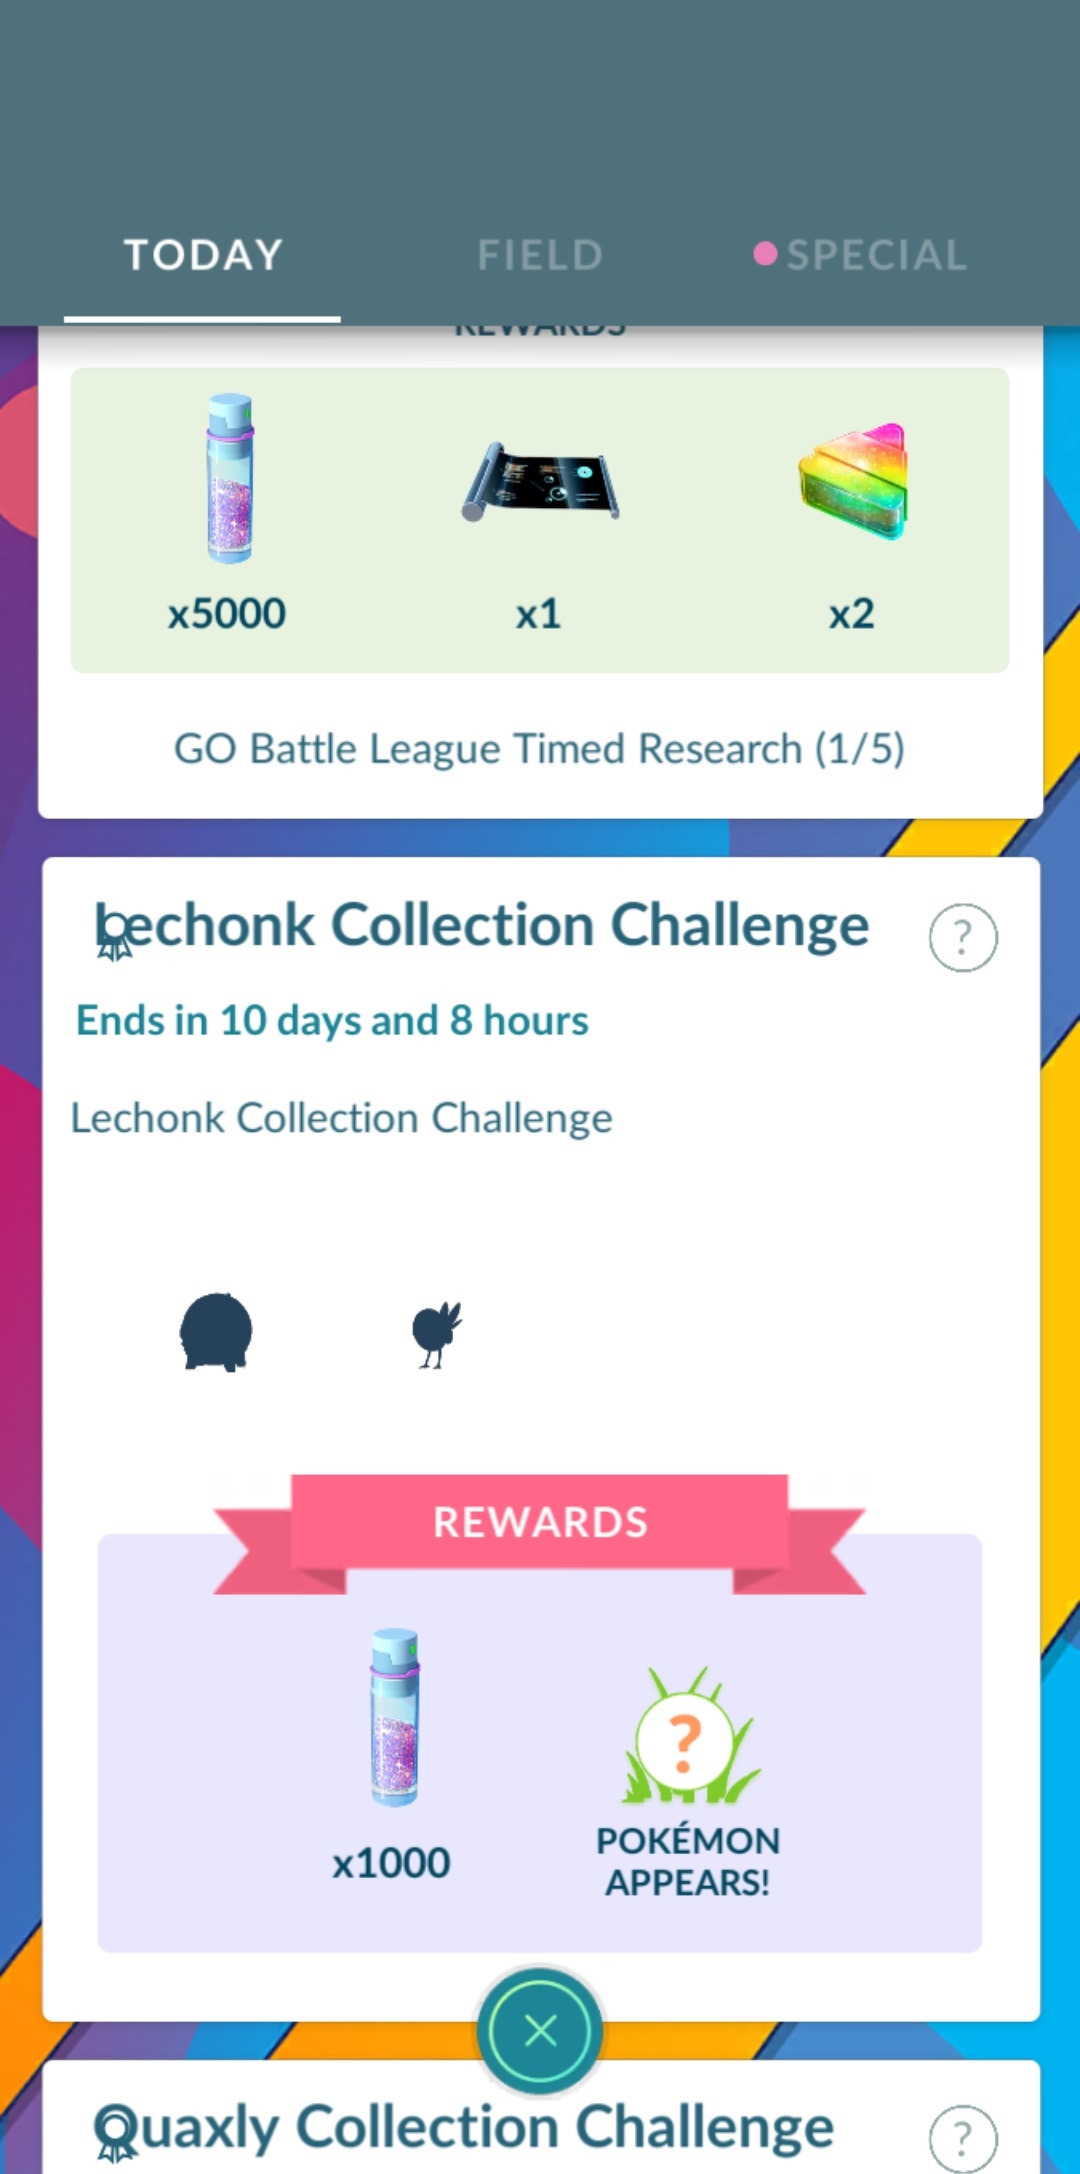 TODAY
FIELD
SPECIAL
REWARDS
x5000
x1
x2
GO Battle League Timed Research (1/5)
Lechonk Collection Challenge
?
Ends in 10 days and 8 hours
Lechonk Collection Challenge
REWARDS
?
x1000
POKÉMON
APPEARS!
Quaxly Collection Challenge
?